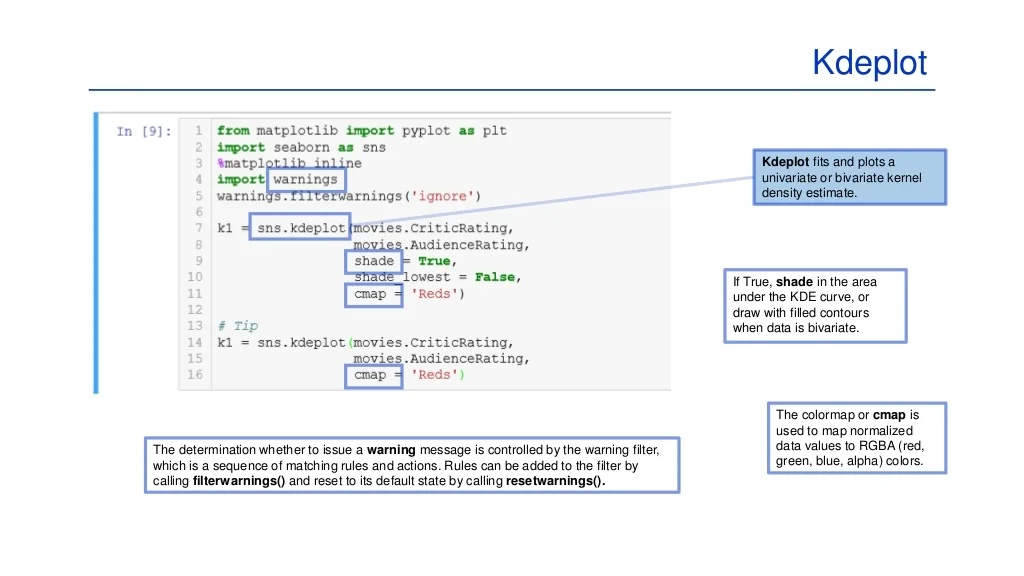 Kdeplot
In [9]:
1 from matplotlib import pyplot as plt
2 import seaborn as sns
3 %matplotlib inline
4 import warnings
5 warnings.filterwarnings('ignore')
6
7 k1 = sns.kdeplot(movies.CriticRating,
8 movies.AudienceRating,
9 shade = True,
10 shade_lowest = False,
11 cmap = 'Reds')
12
13 # Tip
14 k1 = sns.kdeplot(movies.CriticRating,
15 movies.AudienceRating,
16 cmap = 'Reds')
Kdeplot fits and plots a
univariate or bivariate kernel
density estimate.
If True, shade in the area
under the KDE curve, or
draw with filled contours
when data is bivariate.
The colormap or cmap is
used to map normalized
data values to RGBA (red,
green, blue, alpha) colors.
The determination whether to issue a warning message is controlled by the warning filter,
which is a sequence of matching rules and actions. Rules can be added to the filter by
calling filterwarnings() and reset to its default state by calling resetwarnings().